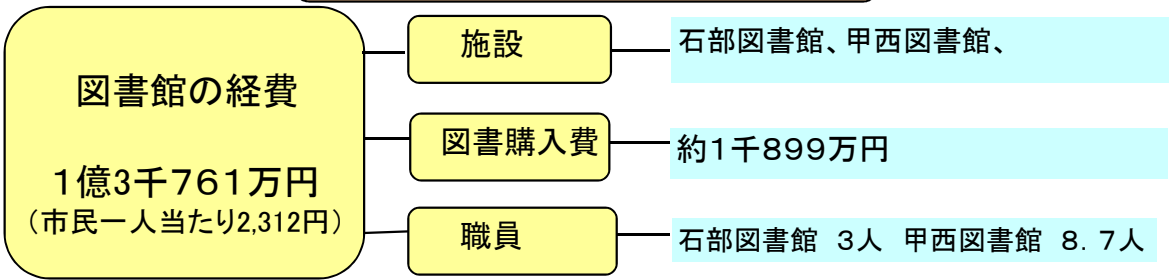 図書館の経費
1億3千761万円
（市民一人当たり2,312円）
施設
石部図書館、甲西図書館、
図書購入費
約1千899万円
職員
石部図書館 3人 甲西図書館 8.7人